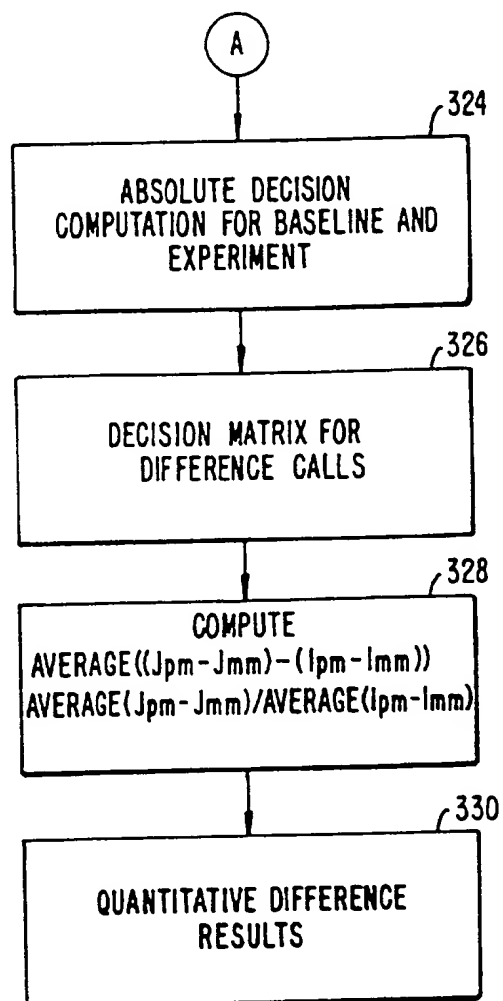 A
324
ABSOLUTE DECISION
COMPUTATION FOR BASELINE AND
EXPERIMENT
326
DECISION MATRIX FOR
DIFFERENCE CALLS
328
COMPUTE
AVERAGE((Jpm-Jmm)-(Ipm-Imm))
AVERAGE(Jpm-Jmm)/AVERAGE(Ipm-Imm)
330
QUANTITATIVE DIFFERENCE
RESULTS